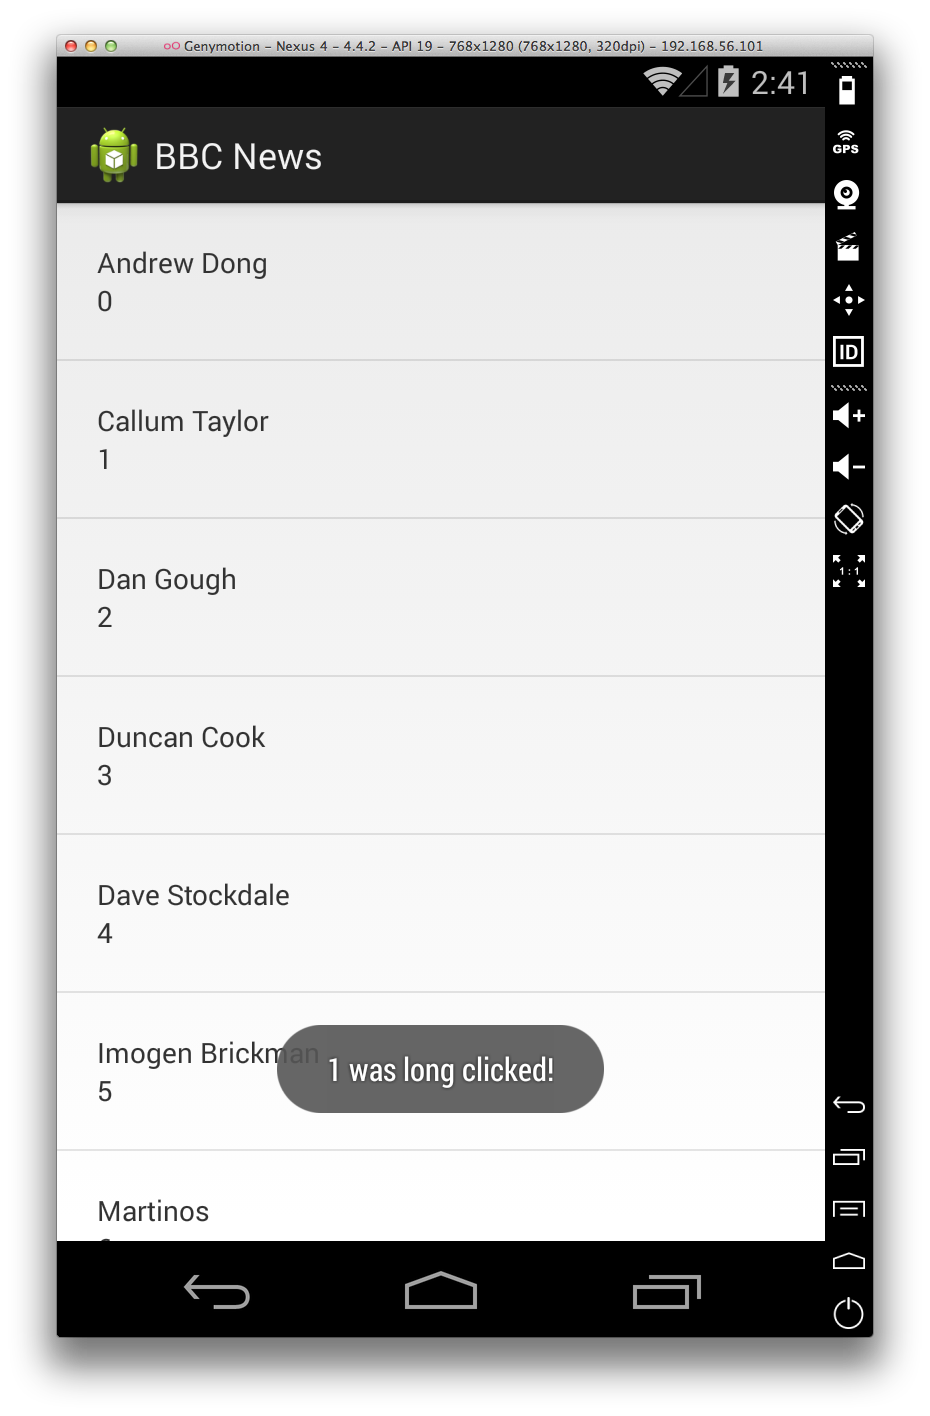 Genymotion – Nexus 4 – 4.4.2 – API 19 – 768x1280 (768x1280, 320dpi) – 192.168.56.101
2:41
GPS
BBC News
Andrew Dong
0
ID
Callum Taylor
1
Dan Gough
2
1 : 1
Duncan Cook
3
Dave Stockdale
4
Imogen Brickman
1 was long clicked!
5
Martinos